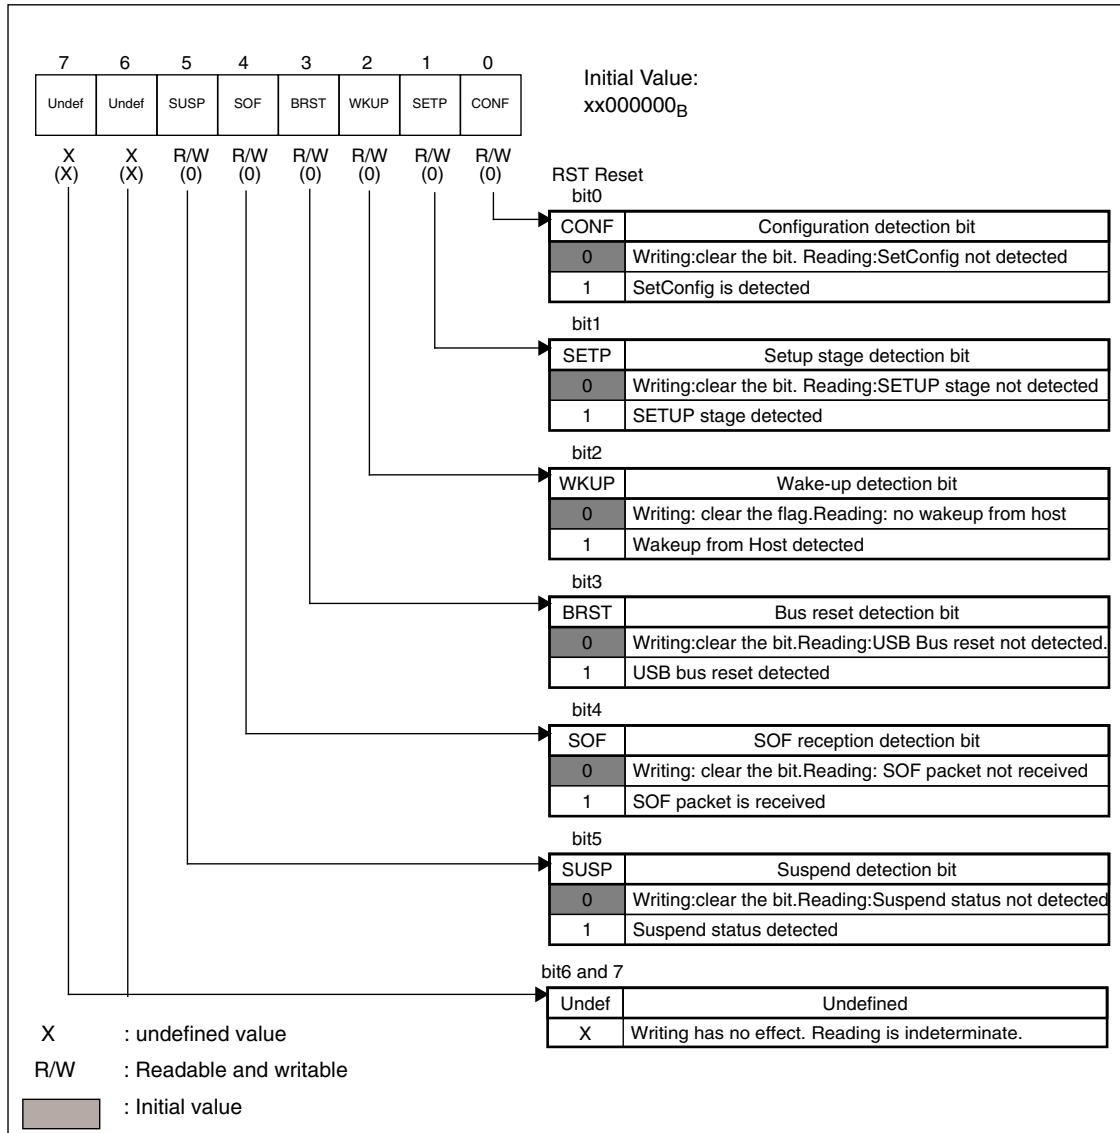 7 6 5 4 3 2 1 0
Undef Undef SUSP SOF BRST WKUP SETP CONF
X X R/W R/W R/W R/W R/W R/W
(X) (X) (0) (0) (0) (0) (0) (0)
Initial Value:
xx000000B
RST Reset
bit0
CONF Configuration detection bit
0 Writing:clear the bit. Reading:SetConfig not detected
1 SetConfig is detected
bit1
SETP Setup stage detection bit
0 Writing:clear the bit. Reading:SETUP stage not detected
1 SETUP stage detected
bit2
WKUP Wake-up detection bit
0 Writing: clear the flag.Reading: no wakeup from host
1 Wakeup from Host detected
bit3
BRST Bus reset detection bit
0 Writing:clear the bit.Reading:USB Bus reset not detected.
1 USB bus reset detected
bit4
SOF SOF reception detection bit
0 Writing: clear the bit.Reading: SOF packet not received
1 SOF packet is received
bit5
SUSP Suspend detection bit
0 Writing:clear the bit.Reading:Suspend status not detected
1 Suspend status detected
bit6 and 7
Undef Undefined
X Writing has no effect. Reading is indeterminate.
X : undefined value
R/W : Readable and writable
: Initial value